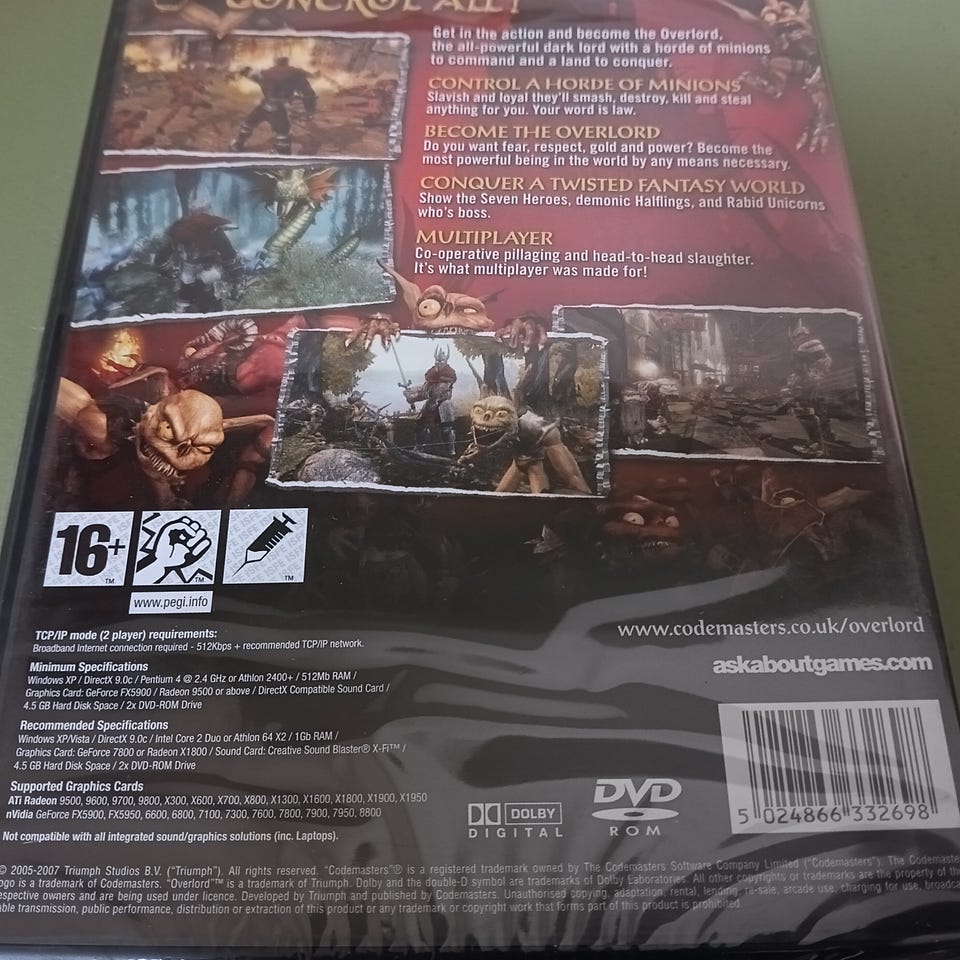 CONTROL ALL!
Get in the action and become the Overlord,
the all-powerful dark lord with a horde of minions
to command and a land to conquer.
CONTROL A HORDE OF MINIONS
Slavish and loyal they'll smash, destroy, kill and steal
anything for you. Your word is law.
BECOME THE OVERLORD
Do you want fear, respect, gold and power? Become the
most powerful being in the world by any means necessary.
CONQUER A TWISTED FANTASY WORLD
Show the Seven Heroes, demonic Halflings, and Rabid Unicorns
who's boss.
MULTIPLAYER
Co-operative pillaging and head-to-head slaughter.
It's what multiplayer was made for!
16+
TM TM TM
www.pegi.info
TCP/IP mode (2 player) requirements:
Broadband Internet connection required - 512Kbps + recommended TCP/IP network.
Minimum Specifications
Windows XP / DirectX 9.0c / Pentium 4 @ 2.4 GHz or Athlon 2400+ / 512Mb RAM /
Graphics Card: GeForce FX5900 / Radeon 9500 or above / DirectX Compatible Sound Card /
4.5 GB Hard Disk Space / 2x DVD-ROM Drive
Recommended Specifications
Windows XP/Vista / DirectX 9.0c / Intel Core 2 Duo or Athlon 64 X2 / 1Gb RAM /
Graphics Card: GeForce 7800 or Radeon X1800 / Sound Card: Creative Sound Blaster® X-Fi™ /
4.5 GB Hard Disk Space / 2x DVD-ROM Drive
Supported Graphics Cards
ATi Radeon 9500, 9600, 9700, 9800, X300, X600, X700, X800, X1300, X1600, X1800, X1900, X1950
nVidia GeForce FX5900, FX5950, 6600, 6800, 7100, 7300, 7600, 7800, 7900, 7950, 8800
Not compatible with all integrated sound/graphics solutions (inc. Laptops).
www.codemasters.co.uk/overlord
askaboutgames.com
DOLBY
DIGITAL
DVD
ROM
5 024866 332698
© 2005-2007 Triumph Studios B.V. ("Triumph"). All rights reserved. "Codemasters"® is a registered trademark owned by The Codemasters Software Company Limited ("Codemasters"). The Codemasters
logo is a trademark of Codemasters. "Overlord"™ is a trademark of Triumph. Dolby and the double-D symbol are trademarks of Dolby Laboratories. All other copyrights or trademarks are the property of the
respective owners and are being used under licence. Developed by Triumph and published by Codemasters. Unauthorised copying, adaptation, rental, lending, re-sale, arcade use, charging for use, broadca
ble transmission, public performance, distribution or extraction of this product or any trademark or copyright work that forms part of this product is prohibited.